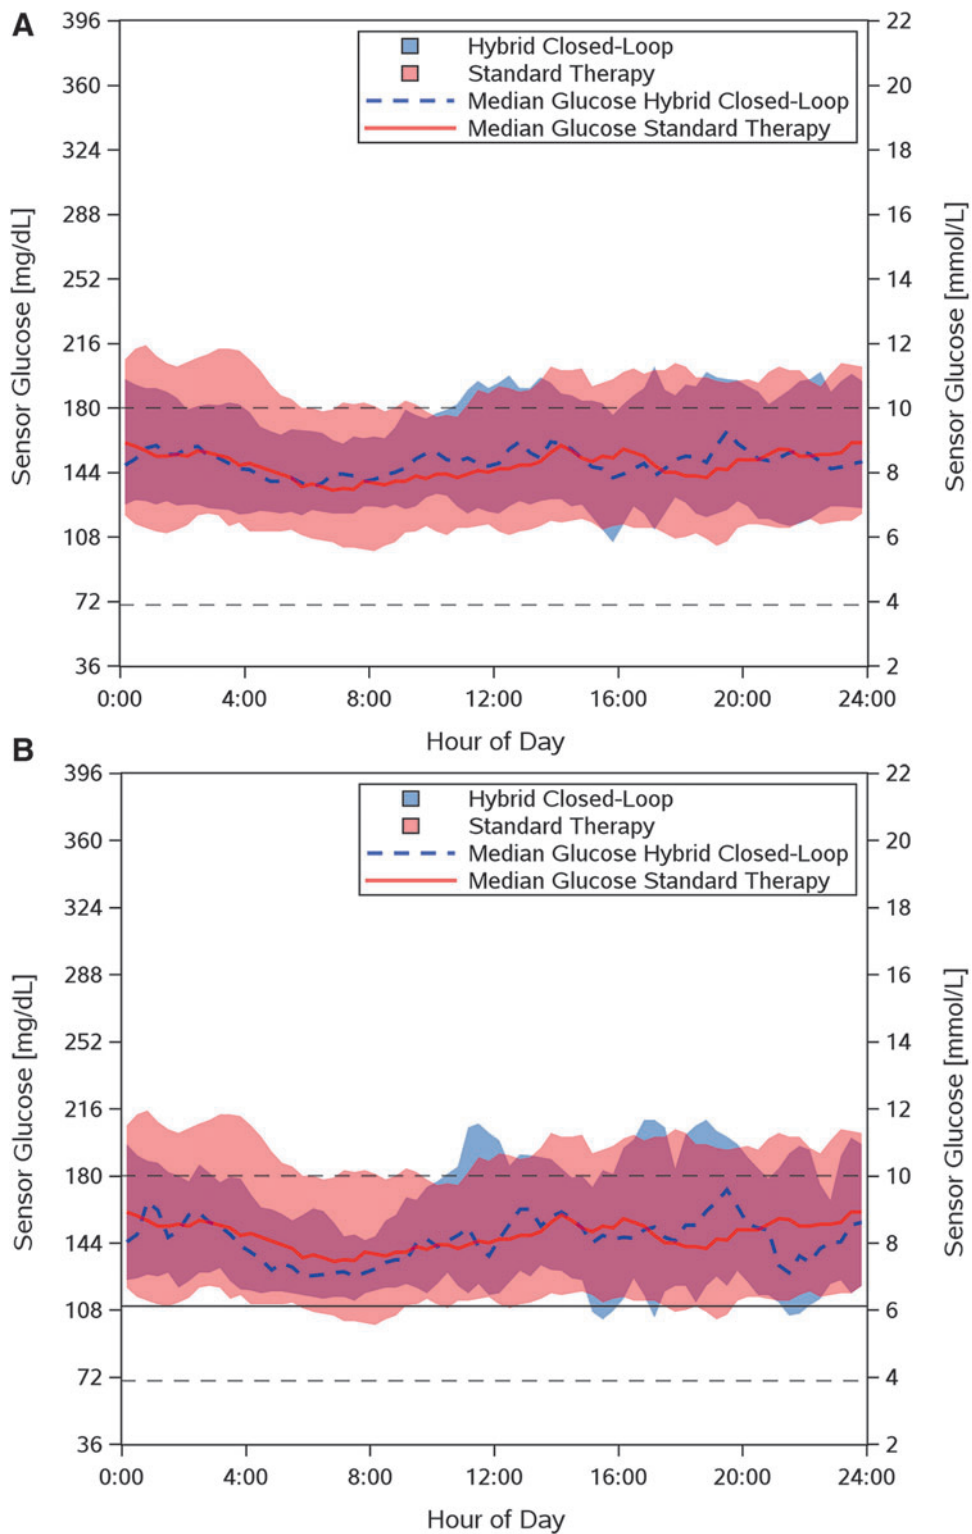 A
396
360
324
288
252
216
180
144
108
72
36
22
20
18
16
14
12
10
8
6
4
2
Sensor Glucose [mg/dL]
Sensor Glucose [mmol/L]
Hybrid Closed-Loop
Standard Therapy
Median Glucose Hybrid Closed-Loop
Median Glucose Standard Therapy
0:00 4:00 8:00 12:00 16:00 20:00 24:00
Hour of Day
B
396
360
324
288
252
216
180
144
108
72
36
22
20
18
16
14
12
10
8
6
4
2
Sensor Glucose [mg/dL]
Sensor Glucose [mmol/L]
Hybrid Closed-Loop
Standard Therapy
Median Glucose Hybrid Closed-Loop
Median Glucose Standard Therapy
0:00 4:00 8:00 12:00 16:00 20:00 24:00
Hour of Day